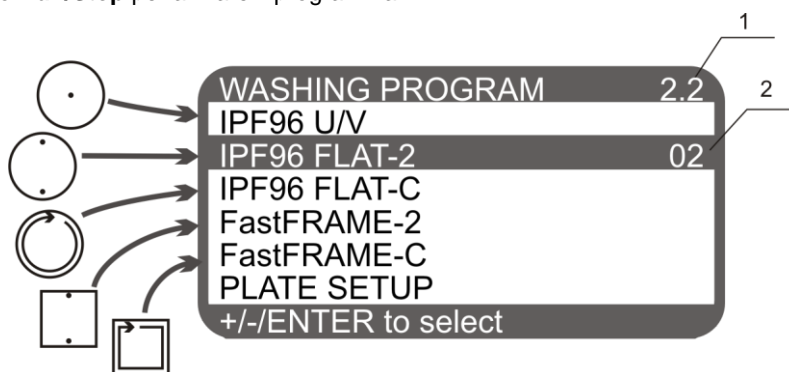 1
WASHING PROGRAM 2.2
2
IPF96 U/V
IPF96 FLAT-2 02
IPF96 FLAT-C
FastFRAME-2
FastFRAME-C
PLATE SETUP
+/-/ENTER to select